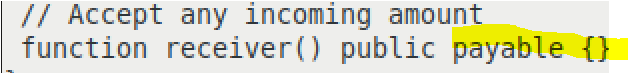 // Accept any incoming amount
function receiver() public payable {}